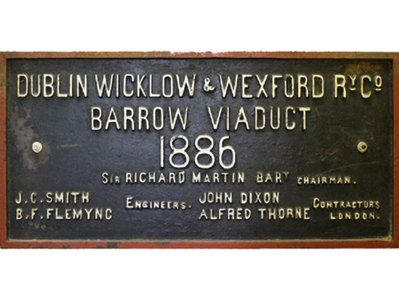 DUBLIN WICKLOW & WEXFORD RY CO
BARROW VIADUCT
1886
SIR RICHARD MARTIN BART CHAIRMAN.
J.C. SMITH
B.F. FLEMYNG
ENGINEERS.
JOHN DIXON
ALFRED THORNE
CONTRACTORS
LONDON.